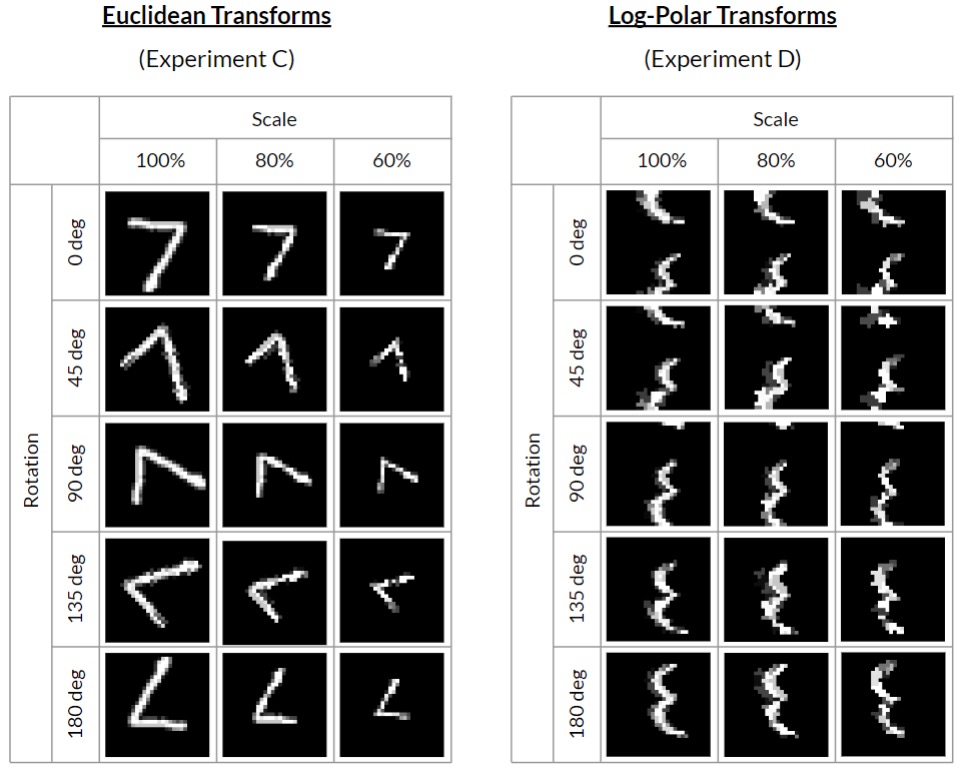 Euclidean Transforms
(Experiment C)
Scale
100% 80% 60%
Rotation
0 deg
45 deg
90 deg
135 deg
180 deg
Log-Polar Transforms
(Experiment D)
Scale
100% 80% 60%
Rotation
0 deg
45 deg
90 deg
135 deg
180 deg